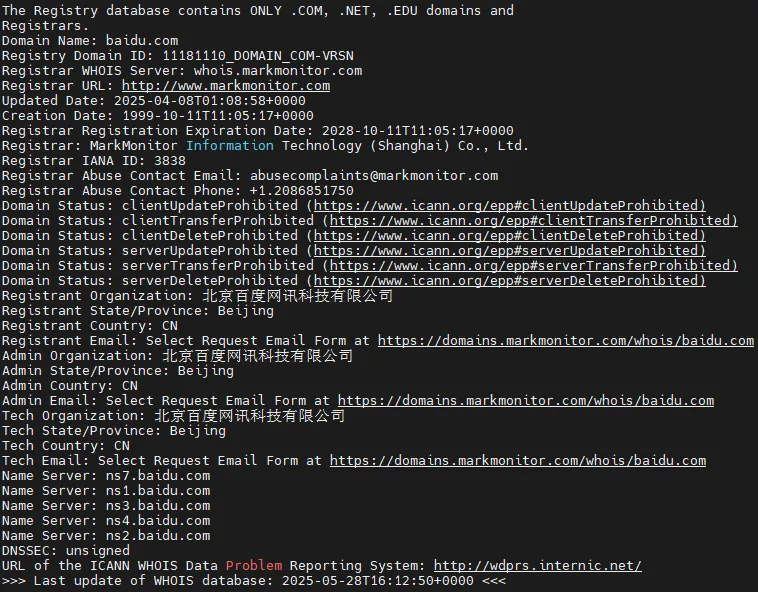 The Registry database contains ONLY .COM, .NET, .EDU domains and
Registrars.
Domain Name: baidu.com
Registry Domain ID: 11181110_DOMAIN_COM-VRSN
Registrar WHOIS Server: whois.markmonitor.com
Registrar URL: http://www.markmonitor.com
Updated Date: 2025-04-08T01:08:58+0000
Creation Date: 1999-10-11T11:05:17+0000
Registrar Registration Expiration Date: 2028-10-11T11:05:17+0000
Registrar: MarkMonitor Information Technology (Shanghai) Co., Ltd.
Registrar IANA ID: 3838
Registrar Abuse Contact Email: abusecomplaints@markmonitor.com
Registrar Abuse Contact Phone: +1.2086851750
Domain Status: clientUpdateProhibited (https://www.icann.org/epp#clientUpdateProhibited)
Domain Status: clientTransferProhibited (https://www.icann.org/epp#clientTransferProhibited)
Domain Status: clientDeleteProhibited (https://www.icann.org/epp#clientDeleteProhibited)
Domain Status: serverUpdateProhibited (https://www.icann.org/epp#serverUpdateProhibited)
Domain Status: serverTransferProhibited (https://www.icann.org/epp#serverTransferProhibited)
Domain Status: serverDeleteProhibited (https://www.icann.org/epp#serverDeleteProhibited)
Registrant Organization: 北京百度网讯科技有限公司
Registrant State/Province: Beijing
Registrant Country: CN
Registrant Email: Select Request Email Form at https://domains.markmonitor.com/whois/baidu.com
Admin Organization: 北京百度网讯科技有限公司
Admin State/Province: Beijing
Admin Country: CN
Admin Email: Select Request Email Form at https://domains.markmonitor.com/whois/baidu.com
Tech Organization: 北京百度网讯科技有限公司
Tech State/Province: Beijing
Tech Country: CN
Tech Email: Select Request Email Form at https://domains.markmonitor.com/whois/baidu.com
Name Server: ns7.baidu.com
Name Server: ns1.baidu.com
Name Server: ns3.baidu.com
Name Server: ns4.baidu.com
Name Server: ns2.baidu.com
DNSSEC: unsigned
URL of the ICANN WHOIS Data Problem Reporting System: http://wdprs.internic.net/
>>> Last update of WHOIS database: 2025-05-28T16:12:50+0000 <<<